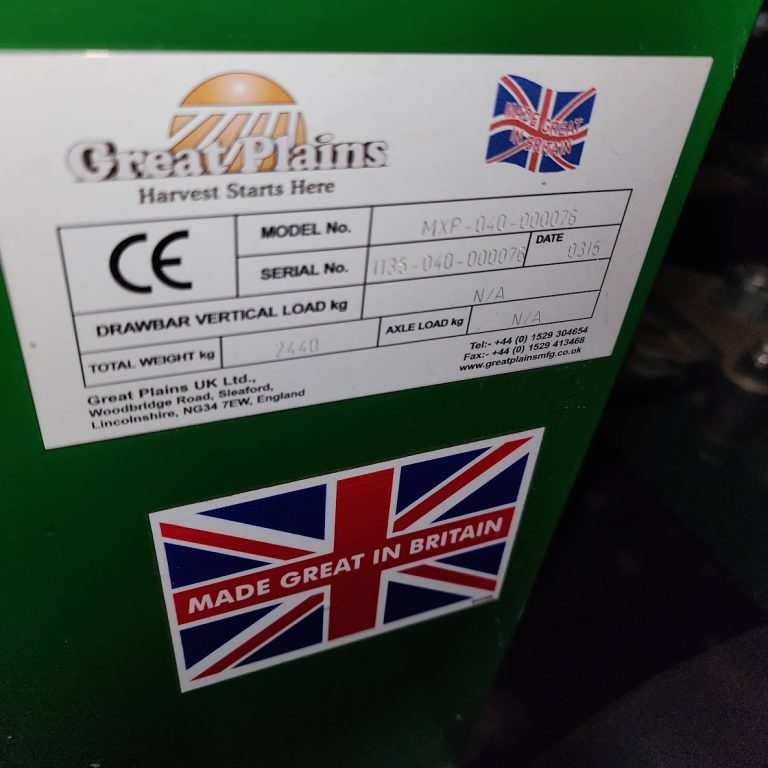 Great Plains
Harvest Starts Here
MADE GREAT
IN BRITAIN
CE
MODEL No. MXP-040-000076
SERIAL No. 1135-040-000076 DATE 0315
DRAWBAR VERTICAL LOAD kg N/A
TOTAL WEIGHT kg 2440 AXLE LOAD kg N/A
Great Plains UK Ltd.,
Woodbridge Road, Sleaford,
Lincolnshire, NG34 7EW, England
Tel:- +44 (0) 1529 304654
Fax:- +44 (0) 1529 413468
www.greatplainsmfg.co.uk
MADE GREAT IN BRITAIN